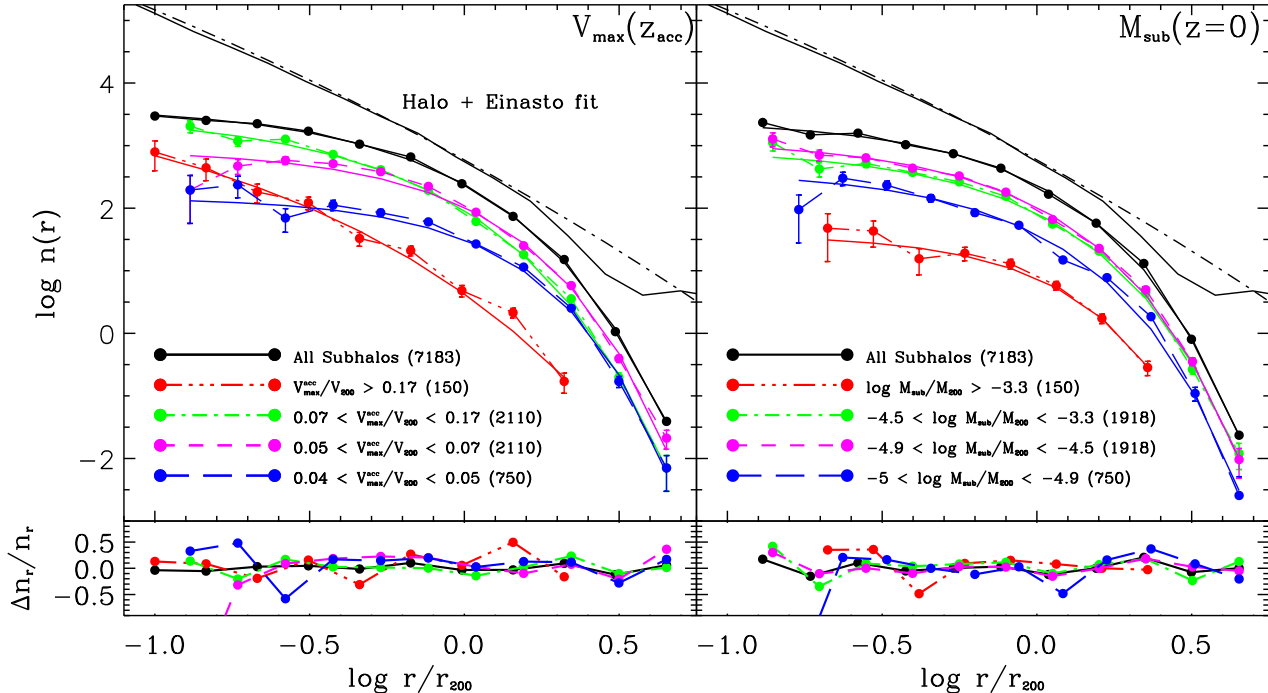 V_max(z_acc)
M_sub(z=0)
Halo + Einasto fit
log n(r)
4
2
0
−2
All Subhalos (7183)
V^acc_max/V_200 > 0.17 (150)
0.07 < V^acc_max/V_200 < 0.17 (2110)
0.05 < V^acc_max/V_200 < 0.07 (2110)
0.04 < V^acc_max/V_200 < 0.05 (750)
All Subhalos (7183)
log M_sub/M_200 > −3.3 (150)
−4.5 < log M_sub/M_200 < −3.3 (1918)
−4.9 < log M_sub/M_200 < −4.5 (1918)
−5 < log M_sub/M_200 < −4.9 (750)
Δn_r/n_r
0.5
0.0
−0.5
−1.0 −0.5 0.0 0.5
−1.0 −0.5 0.0 0.5
log r/r_200
log r/r_200